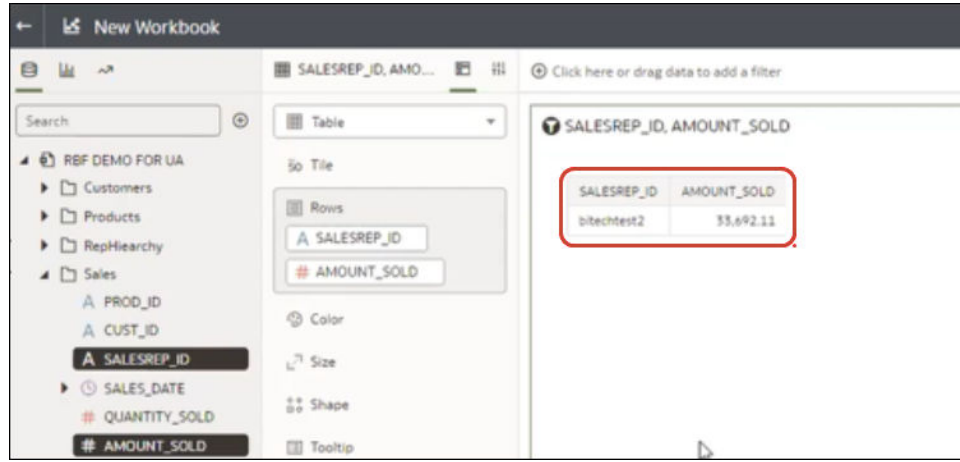 New Workbook
SALESREP_ID, AMO...
Click here or drag data to add a filter
Search
RBF DEMO FOR UA
Customers
Products
RepHiearchy
Sales
A PROD_ID
A CUST_ID
A SALESREP_ID
SALES_DATE
# QUANTITY_SOLD
# AMOUNT_SOLD
Table
Tile
Rows
A SALESREP_ID
# AMOUNT_SOLD
Color
Size
Shape
Tooltip
SALESREP_ID, AMOUNT_SOLD
SALESREP_ID AMOUNT_SOLD
bitechtest2 33,692.11